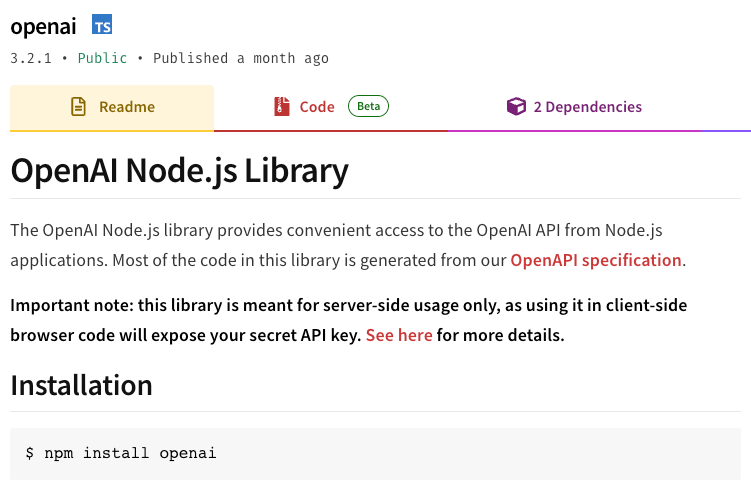 openai TS
3.2.1 • Public • Published a month ago
Readme Code Beta 2 Dependencies
OpenAI Node.js Library
The OpenAI Node.js library provides convenient access to the OpenAI API from Node.js
applications. Most of the code in this library is generated from our OpenAPI specification.
Important note: this library is meant for server-side usage only, as using it in client-side
browser code will expose your secret API key. See here for more details.
Installation
$ npm install openai